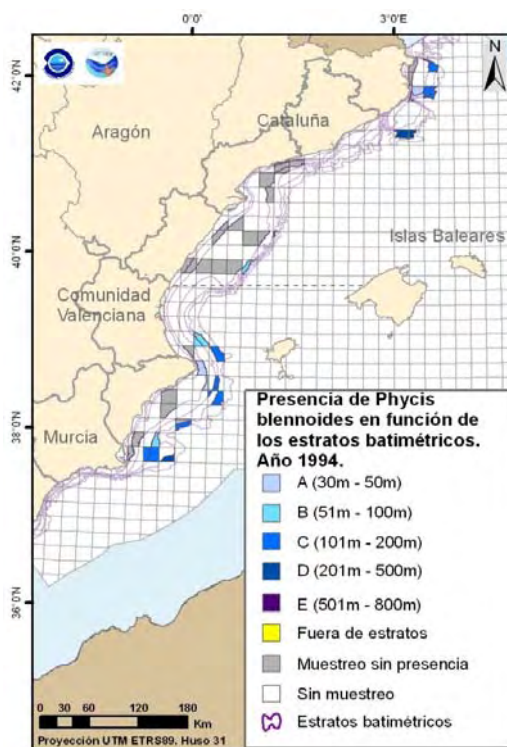 0°0'
3°0'E
42°0'N
N
Cataluña
Aragón
Islas Baleares
40°0'N
Comunidad
Valenciana
38°0'N
Murcia
36°0'N
Presencia de Phycis
blennoides en función de
los estratos batimétricos.
Año 1994.
A (30m - 50m)
B (51m - 100m)
C (101m - 200m)
D (201m - 500m)
E (501m - 800m)
Fuera de estratos
Muestreo sin presencia
Sin muestreo
Estratos batimétricos
0 30 60 120 180
Km
Proyección UTM ETRS89. Huso 31